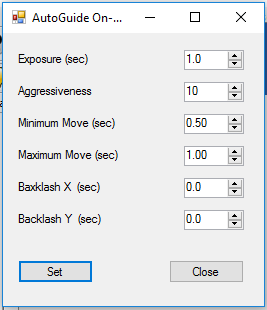 AutoGuide On-...
Exposure (sec) 1.0
Aggressiveness 10
Minimum Move (sec) 0.50
Maximum Move (sec) 1.00
Baxklash X (sec) 0.0
Backlash Y (sec) 0.0
Set Close